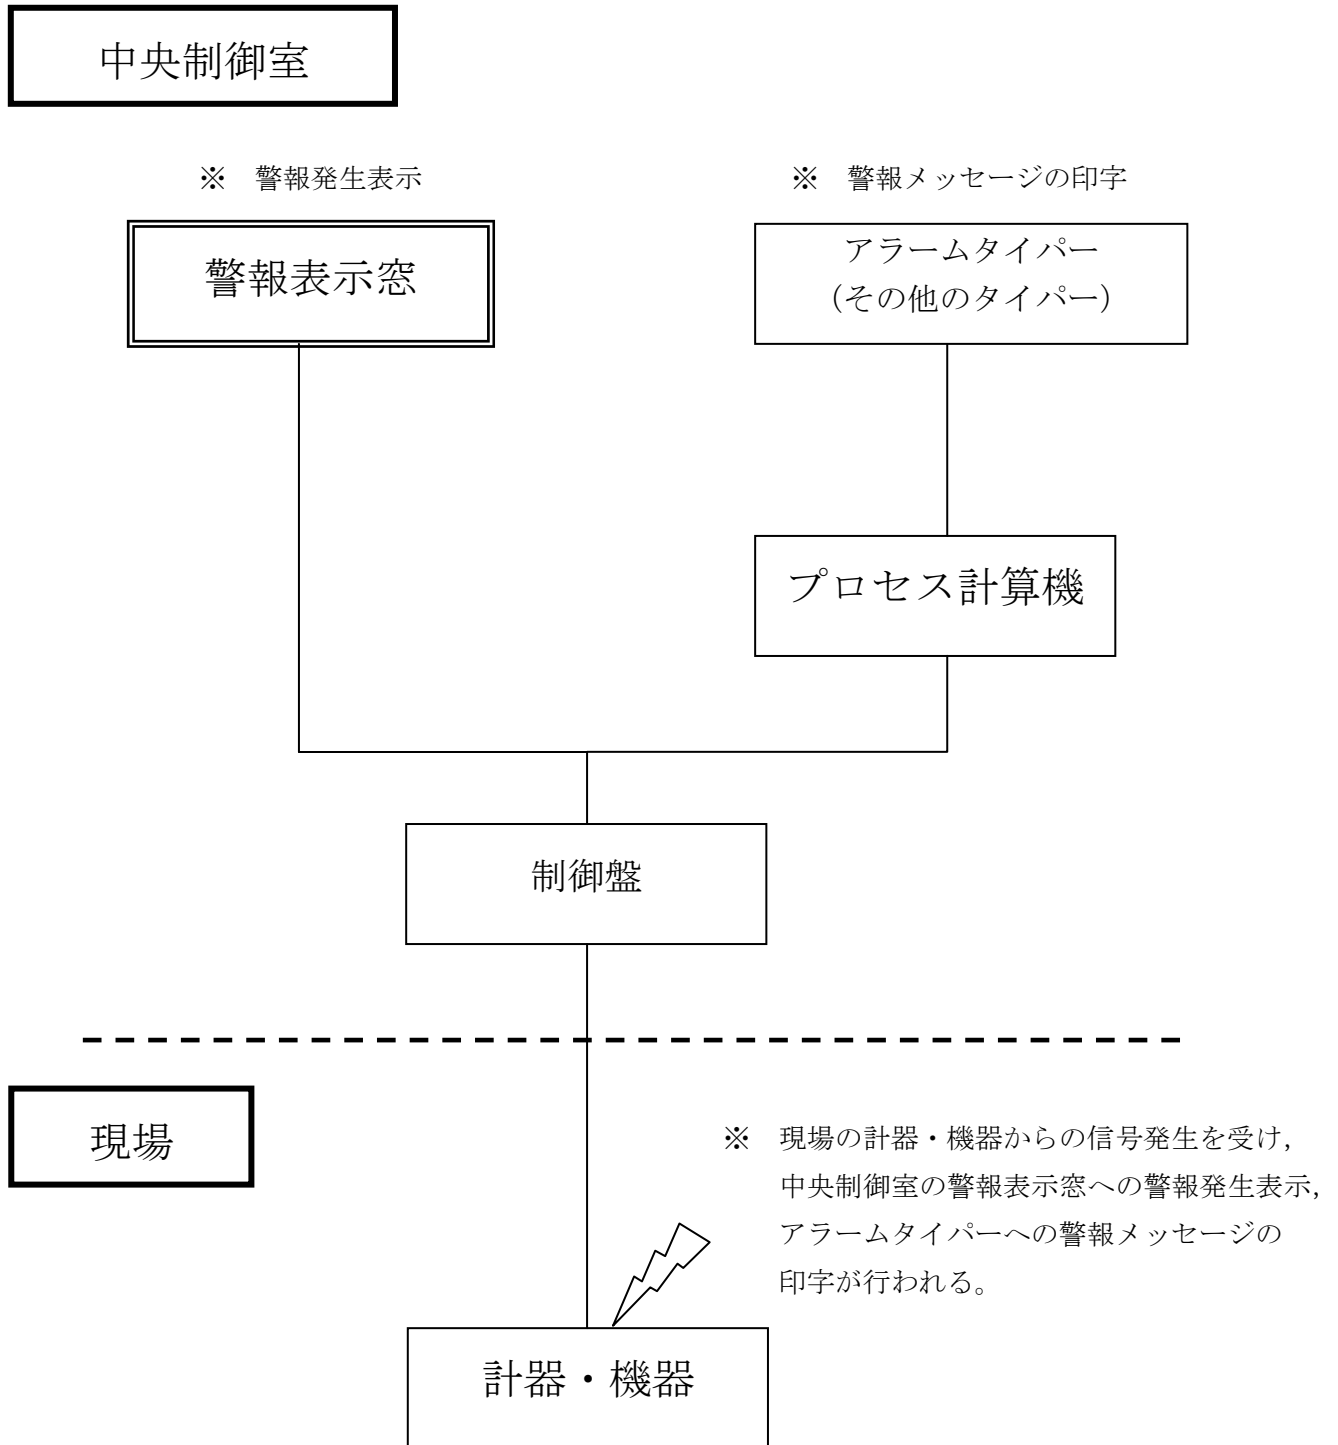 中央制御室
※　警報発生表示
※　警報メッセージの印字
警報表示窓
アラームタイパー
（その他のタイパー）
プロセス計算機
制御盤
現場
※　現場の計器・機器からの信号発生を受け，
中央制御室の警報表示窓への警報発生表示，
アラームタイパーへの警報メッセージの
印字が行われる。
計器・機器